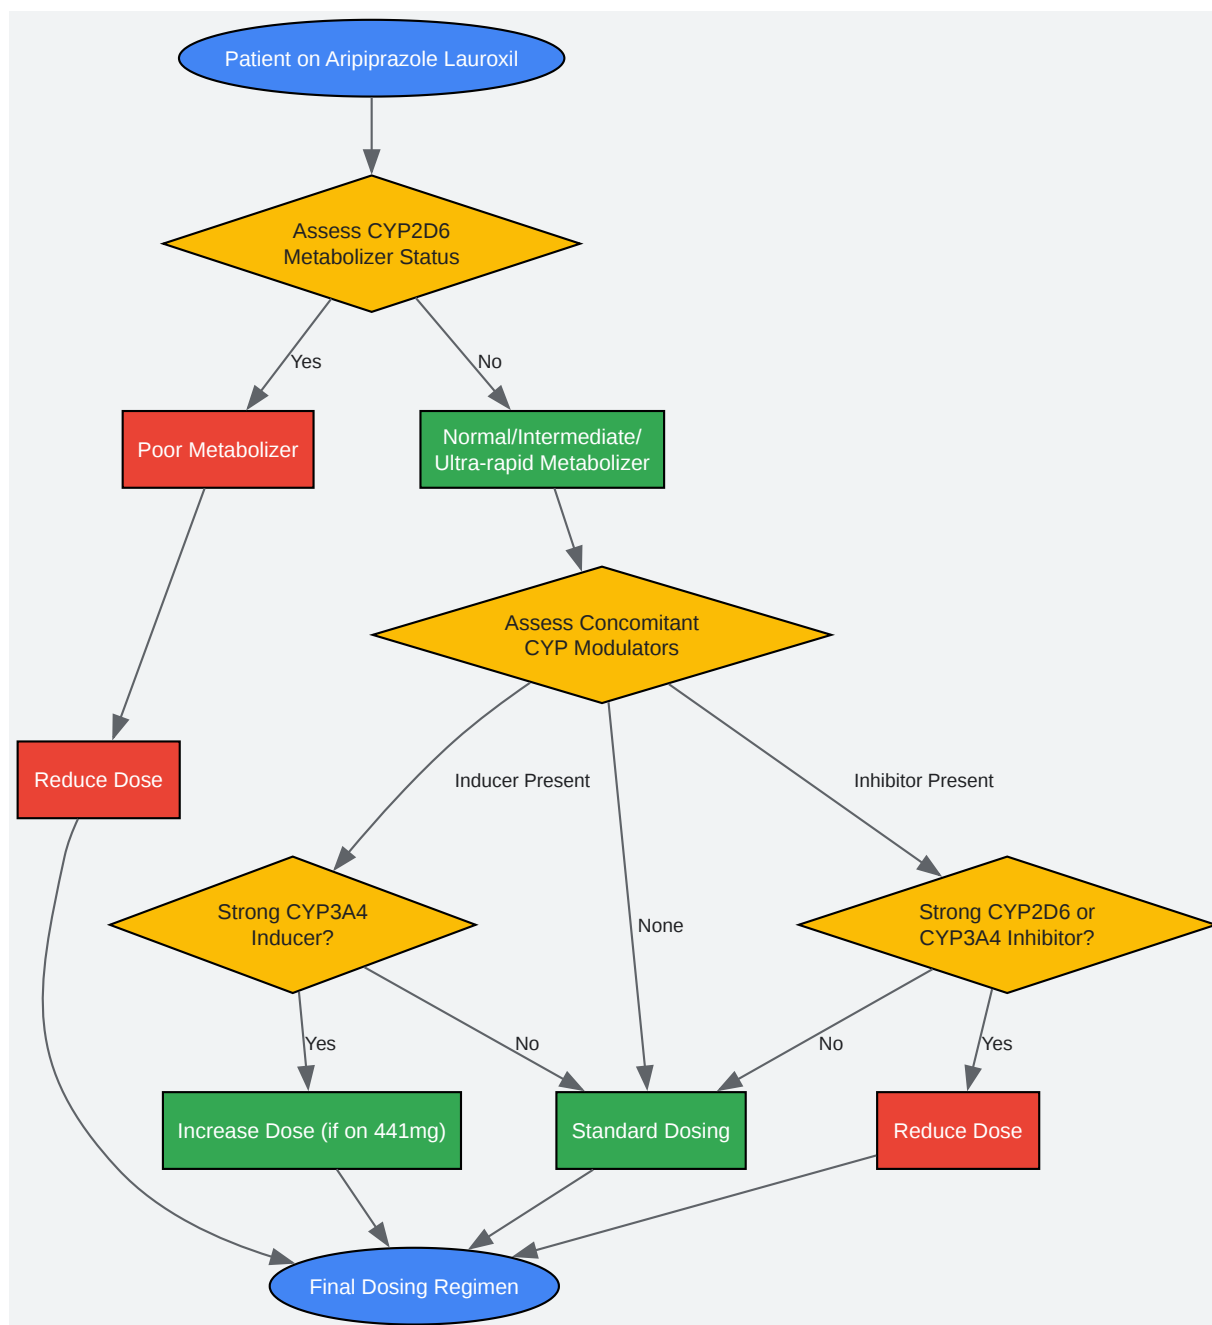 Patient on Aripiprazole Lauroxil
Assess CYP2D6
Metabolizer Status
Yes
No
Poor Metabolizer
Normal/Intermediate/
Ultra-rapid Metabolizer
Assess Concomitant
CYP Modulators
Reduce Dose
Inducer Present
Inhibitor Present
Strong CYP3A4
Inducer?
None
Strong CYP2D6 or
CYP3A4 Inhibitor?
Yes
No
No
Yes
Increase Dose (if on 441mg)
Standard Dosing
Reduce Dose
Final Dosing Regimen